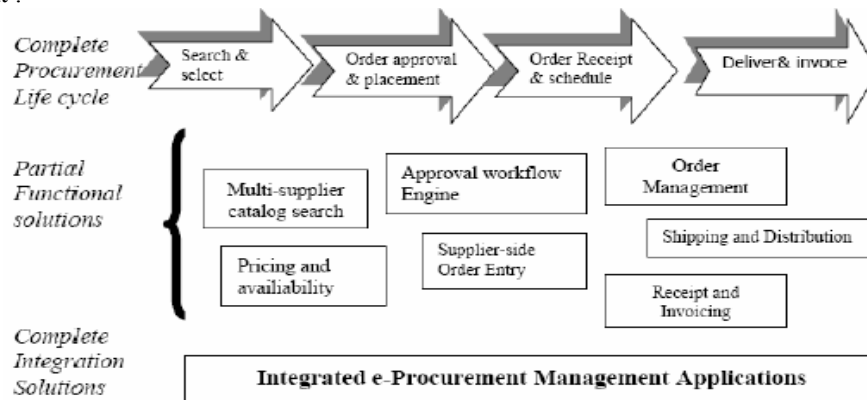 Complete
Procurement
Life cycle
Search &
select
Order approval
& placement
Order Receipt
& schedule
Deliver& invoce
Partial
Functional
solutions
Multi-supplier
catalog search
Approval workflow
Engine
Order
Management
Pricing and
availiability
Supplier-side
Order Entry
Shipping and Distribution
Receipt and
Invoicing
Complete
Integration
Solutions
Integrated e-Procurement Management Applications